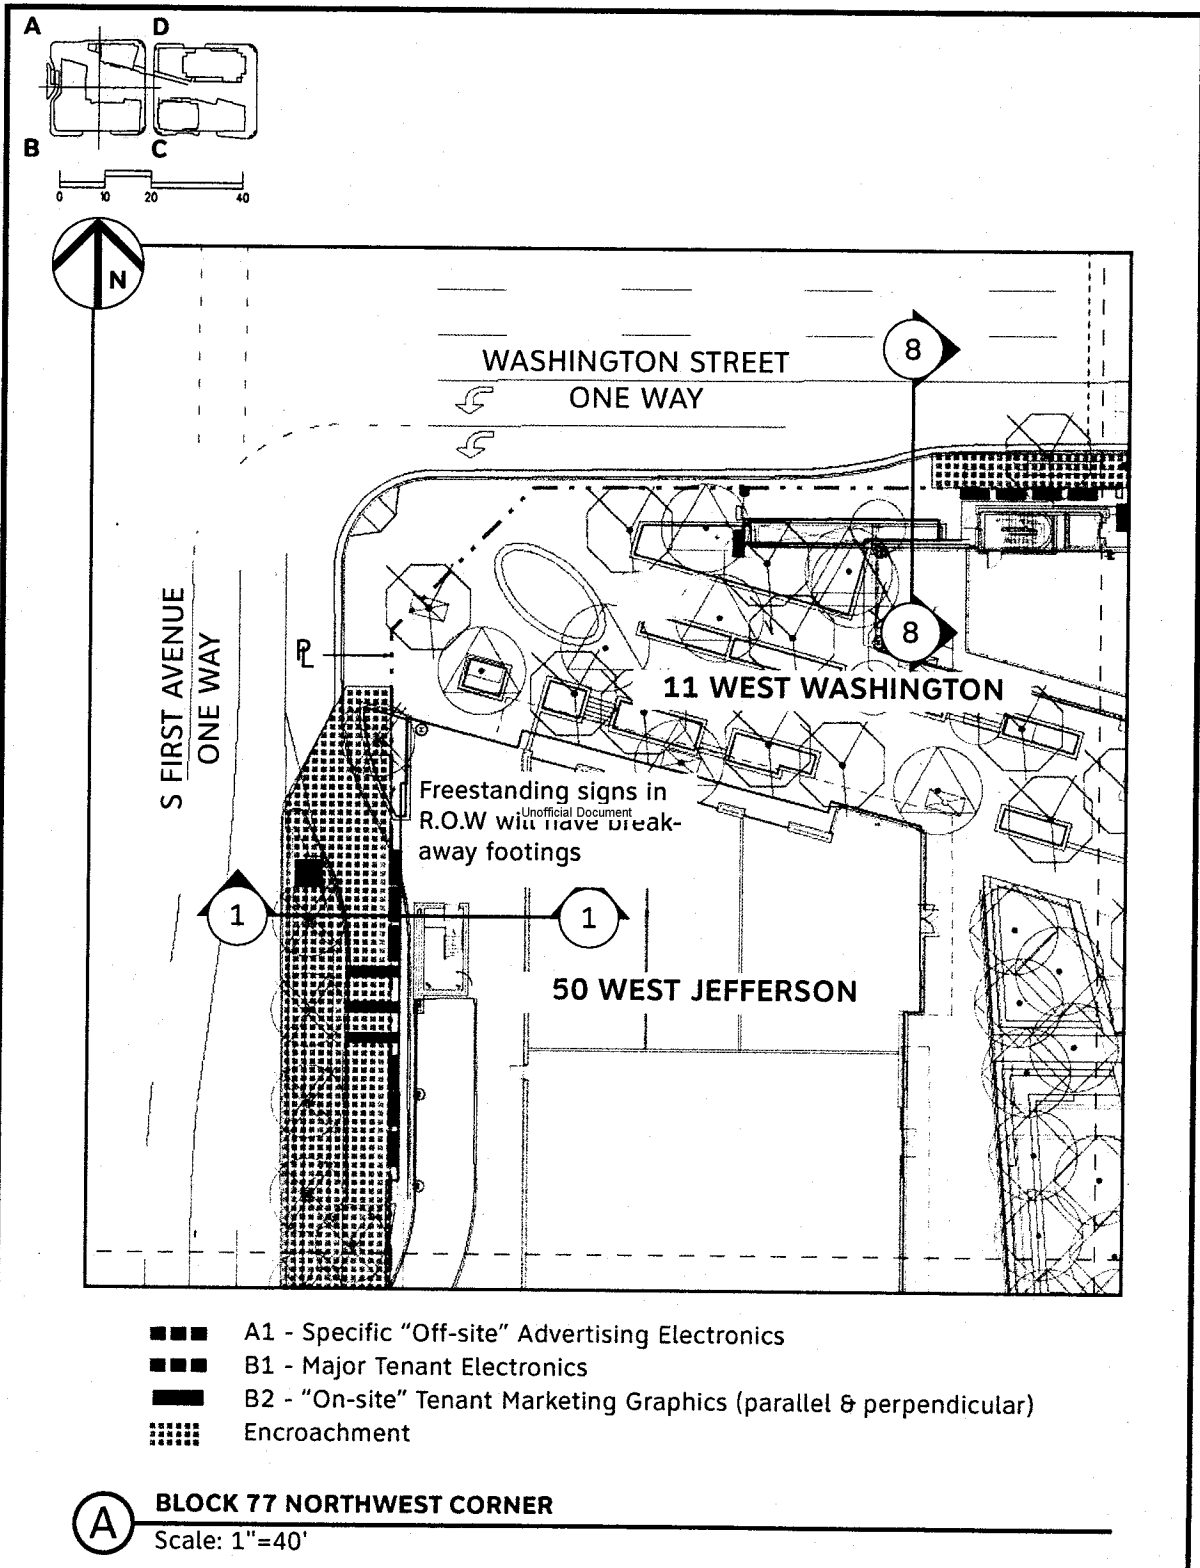 A D
B C
0 10 20 40
N
WASHINGTON STREET
ONE WAY
8
8
S FIRST AVENUE
ONE WAY
PL
11 WEST WASHINGTON
Freestanding signs in
Unofficial Document
R.O.W will have break-
away footings
1
1
50 WEST JEFFERSON
A1 - Specific “Off-site” Advertising Electronics
B1 - Major Tenant Electronics
B2 - “On-site” Tenant Marketing Graphics (parallel & perpendicular)
Encroachment
A
BLOCK 77 NORTHWEST CORNER
Scale: 1"=40'